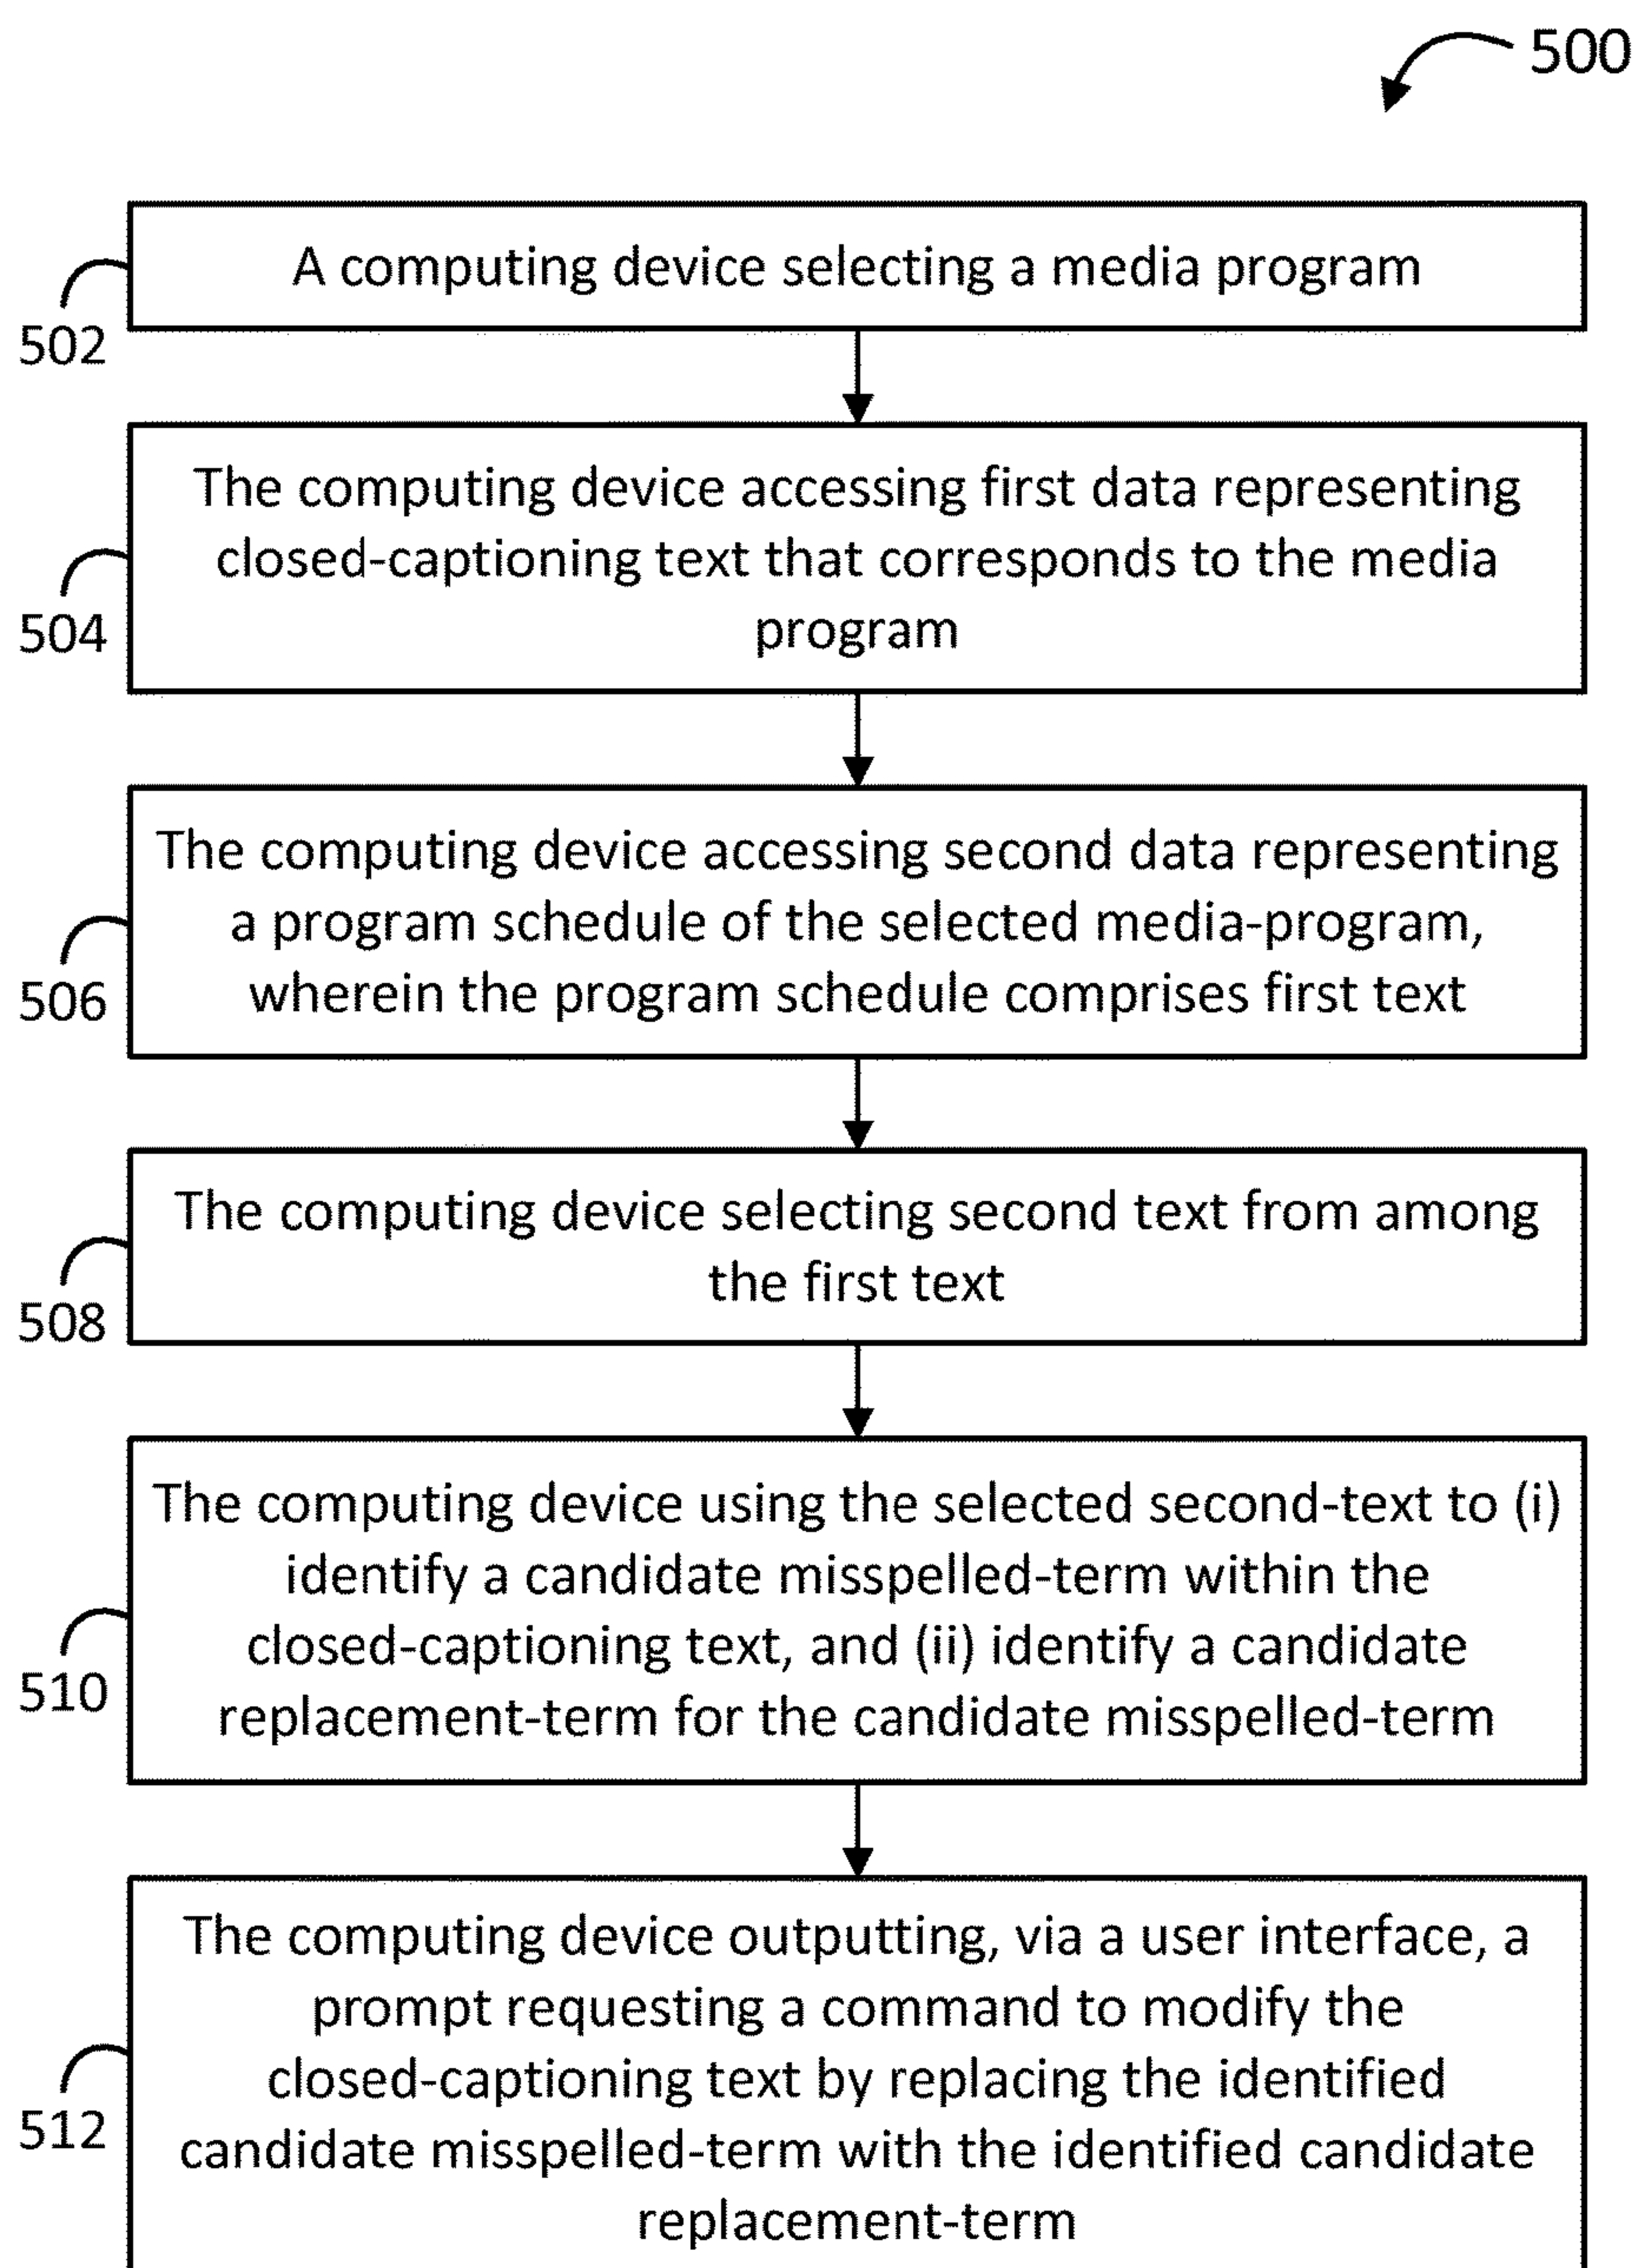 500
A computing device selecting a media program
502
The computing device accessing first data representing
closed-captioning text that corresponds to the media
program
504
The computing device accessing second data representing
a program schedule of the selected media-program,
wherein the program schedule comprises first text
506
The computing device selecting second text from among
the first text
508
The computing device using the selected second-text to (i)
identify a candidate misspelled-term within the
closed-captioning text, and (ii) identify a candidate
replacement-term for the candidate misspelled-term
510
The computing device outputting, via a user interface, a
prompt requesting a command to modify the
closed-captioning text by replacing the identified
candidate misspelled-term with the identified candidate
replacement-term
512